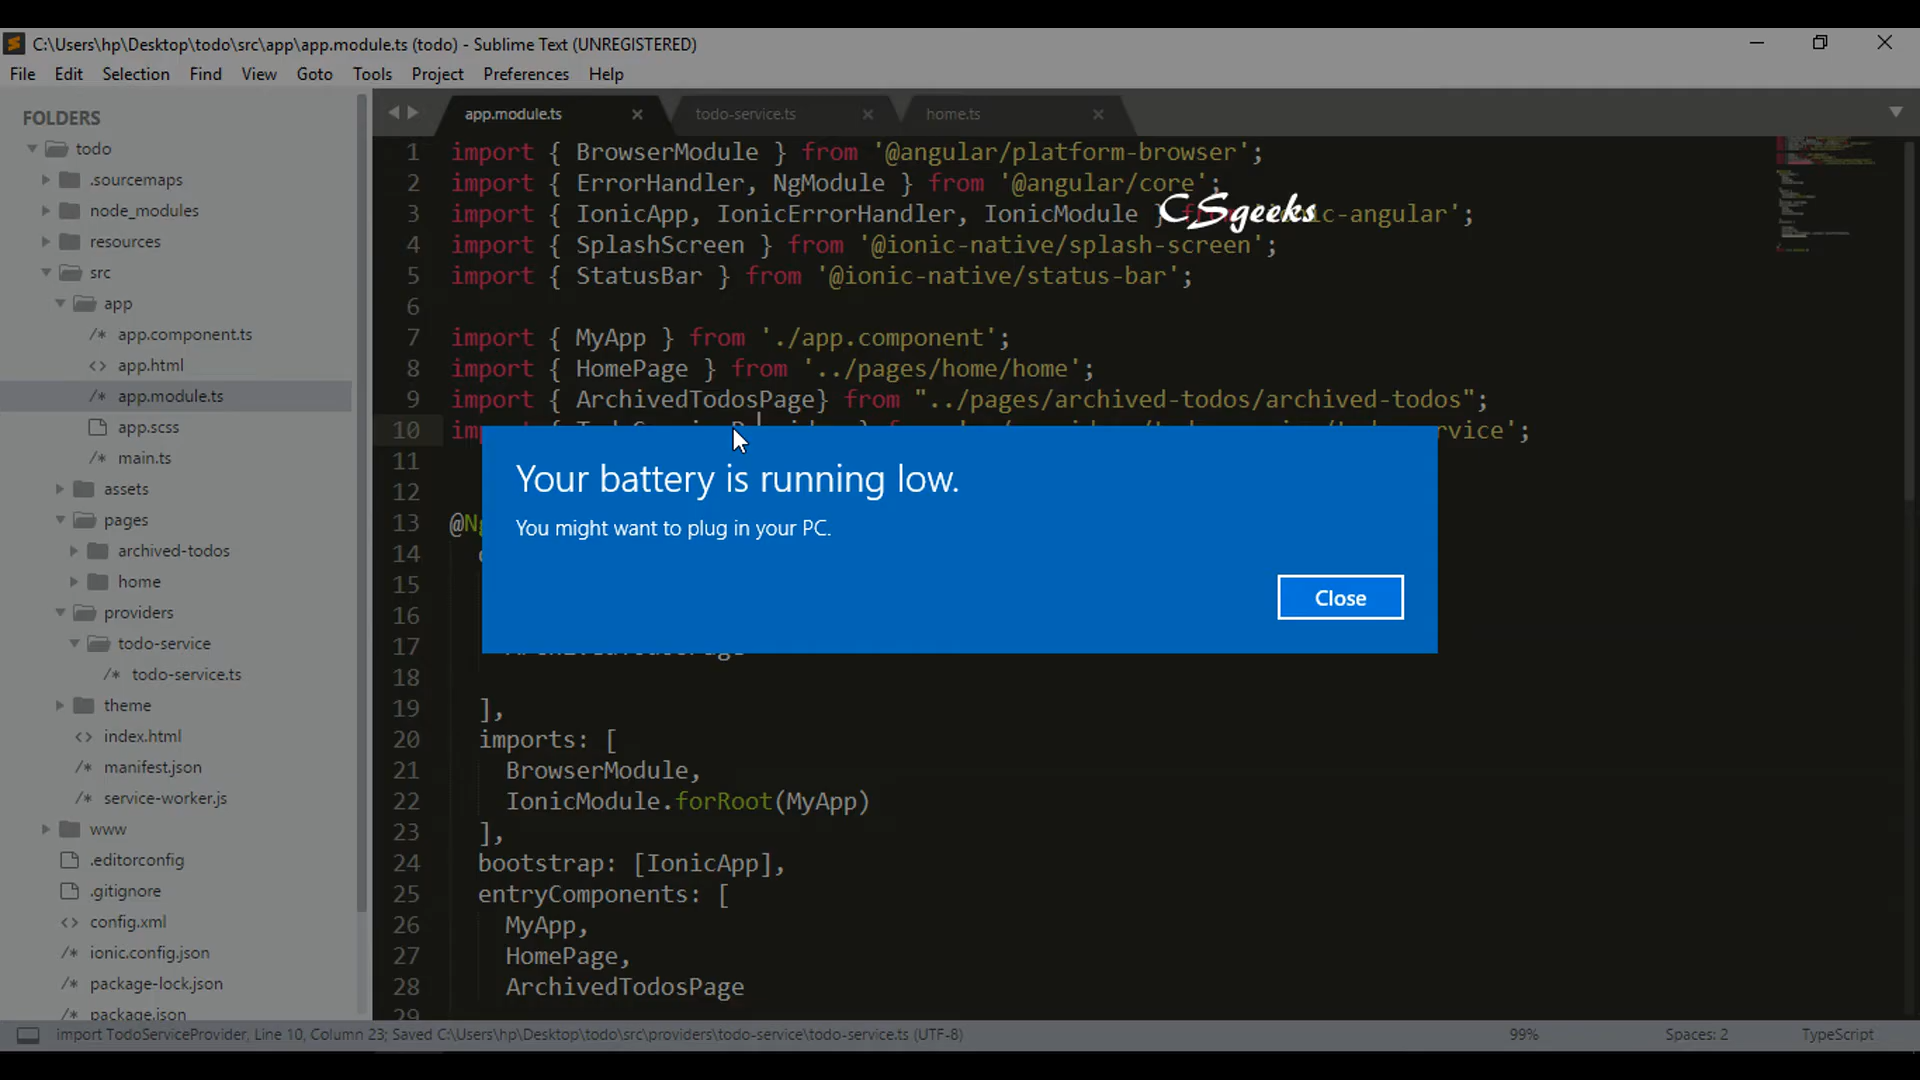 C:\Users\hp\Desktop\todo\src\app\app.module.ts (todo) - Sublime Text (UNREGISTERED)
File Edit Selection Find View Goto Tools Project Preferences Help
FOLDERS
todo
.sourcemaps
node_modules
resources
src
app
/* app.component.ts
<> app.html
/* app.module.ts
app.scss
/* main.ts
assets
pages
archived-todos
home
providers
todo-service
/* todo-service.ts
theme
<> index.html
/* manifest.json
/* service-worker.js
www
.editorconfig
.gitignore
<> config.xml
/* ionic.config.json
/* package-lock.json
/* package.json
app.module.ts todo-service.ts home.ts
1 import { BrowserModule } from '@angular/platform-browser';
2 import { ErrorHandler, NgModule } from '@angular/core';
3 import { IonicApp, IonicErrorHandler, IonicModule } from ionic-angular';
CSgeeks
4 import { SplashScreen } from '@ionic-native/splash-screen';
5 import { StatusBar } from '@ionic-native/status-bar';
6
7 import { MyApp } from './app.component';
8 import { HomePage } from '../pages/home/home';
9 import { ArchivedTodosPage} from "../pages/archived-todos/archived-todos";
10
11
12
13 @N
14
15
16
17
18
19 ],
20 imports: [
21 BrowserModule,
22 IonicModule.forRoot(MyApp)
23 ],
24 bootstrap: [IonicApp],
25 entryComponents: [
26 MyApp,
27 HomePage,
28 ArchivedTodosPage
29
Your battery is running low.
You might want to plug in your PC.
Close
import TodoServiceProvider, Line 10, Column 23; Saved C:\Users\hp\Desktop\todo\src\providers\todo-service\todo-service.ts (UTF-8) 99% Spaces: 2 TypeScript